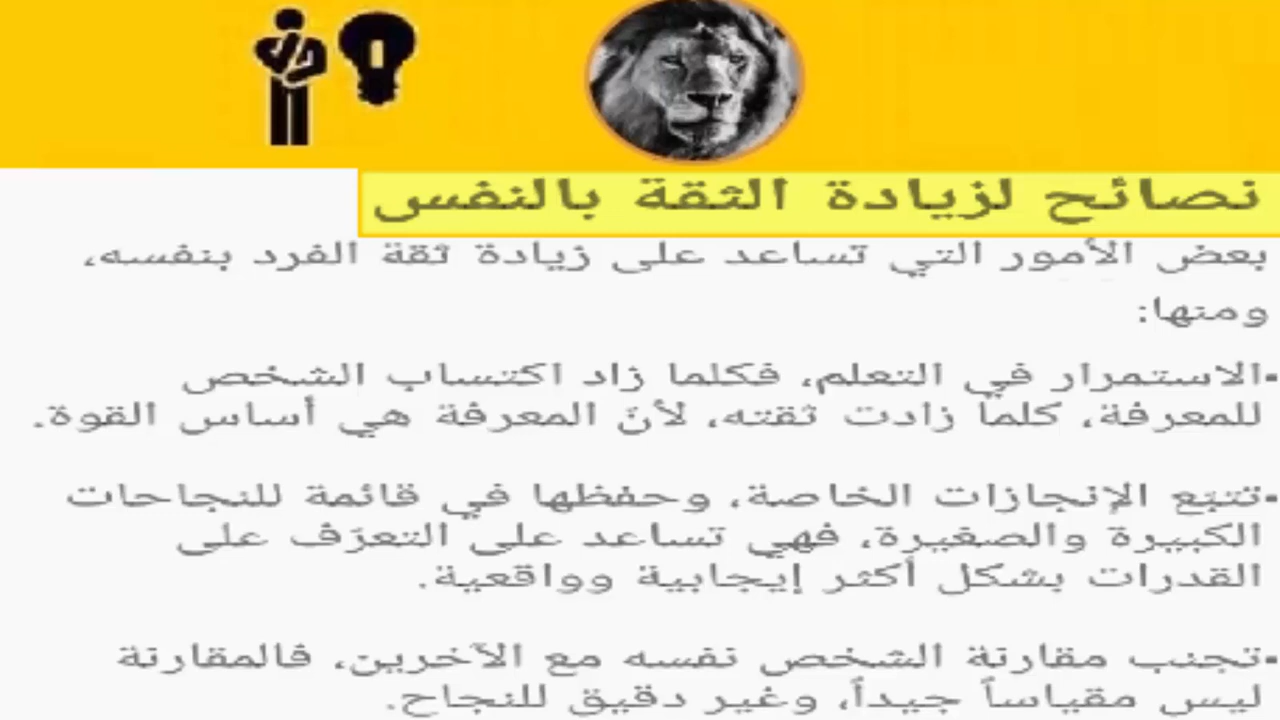 نصائح لزيادة الثقة بالنفس
بعض الأمور التي تساعد على زيادة ثقة الفرد بنفسه،
ومنها:
•الاستمرار في التعلم، فكلما زاد اكتساب الشخص
للمعرفة، كلما زادت ثقته، لأنّ المعرفة هي أساس القوة.
•تتبّع الإنجازات الخاصة، وحفظها في قائمة للنجاحات
الكبيرة والصغيرة، فهي تساعد على التعرّف على
القدرات بشكل أكثر إيجابية وواقعية.
•تجنب مقارنة الشخص نفسه مع الآخرين، فالمقارنة
ليس مقياساً جيداً، وغير دقيق للنجاح.